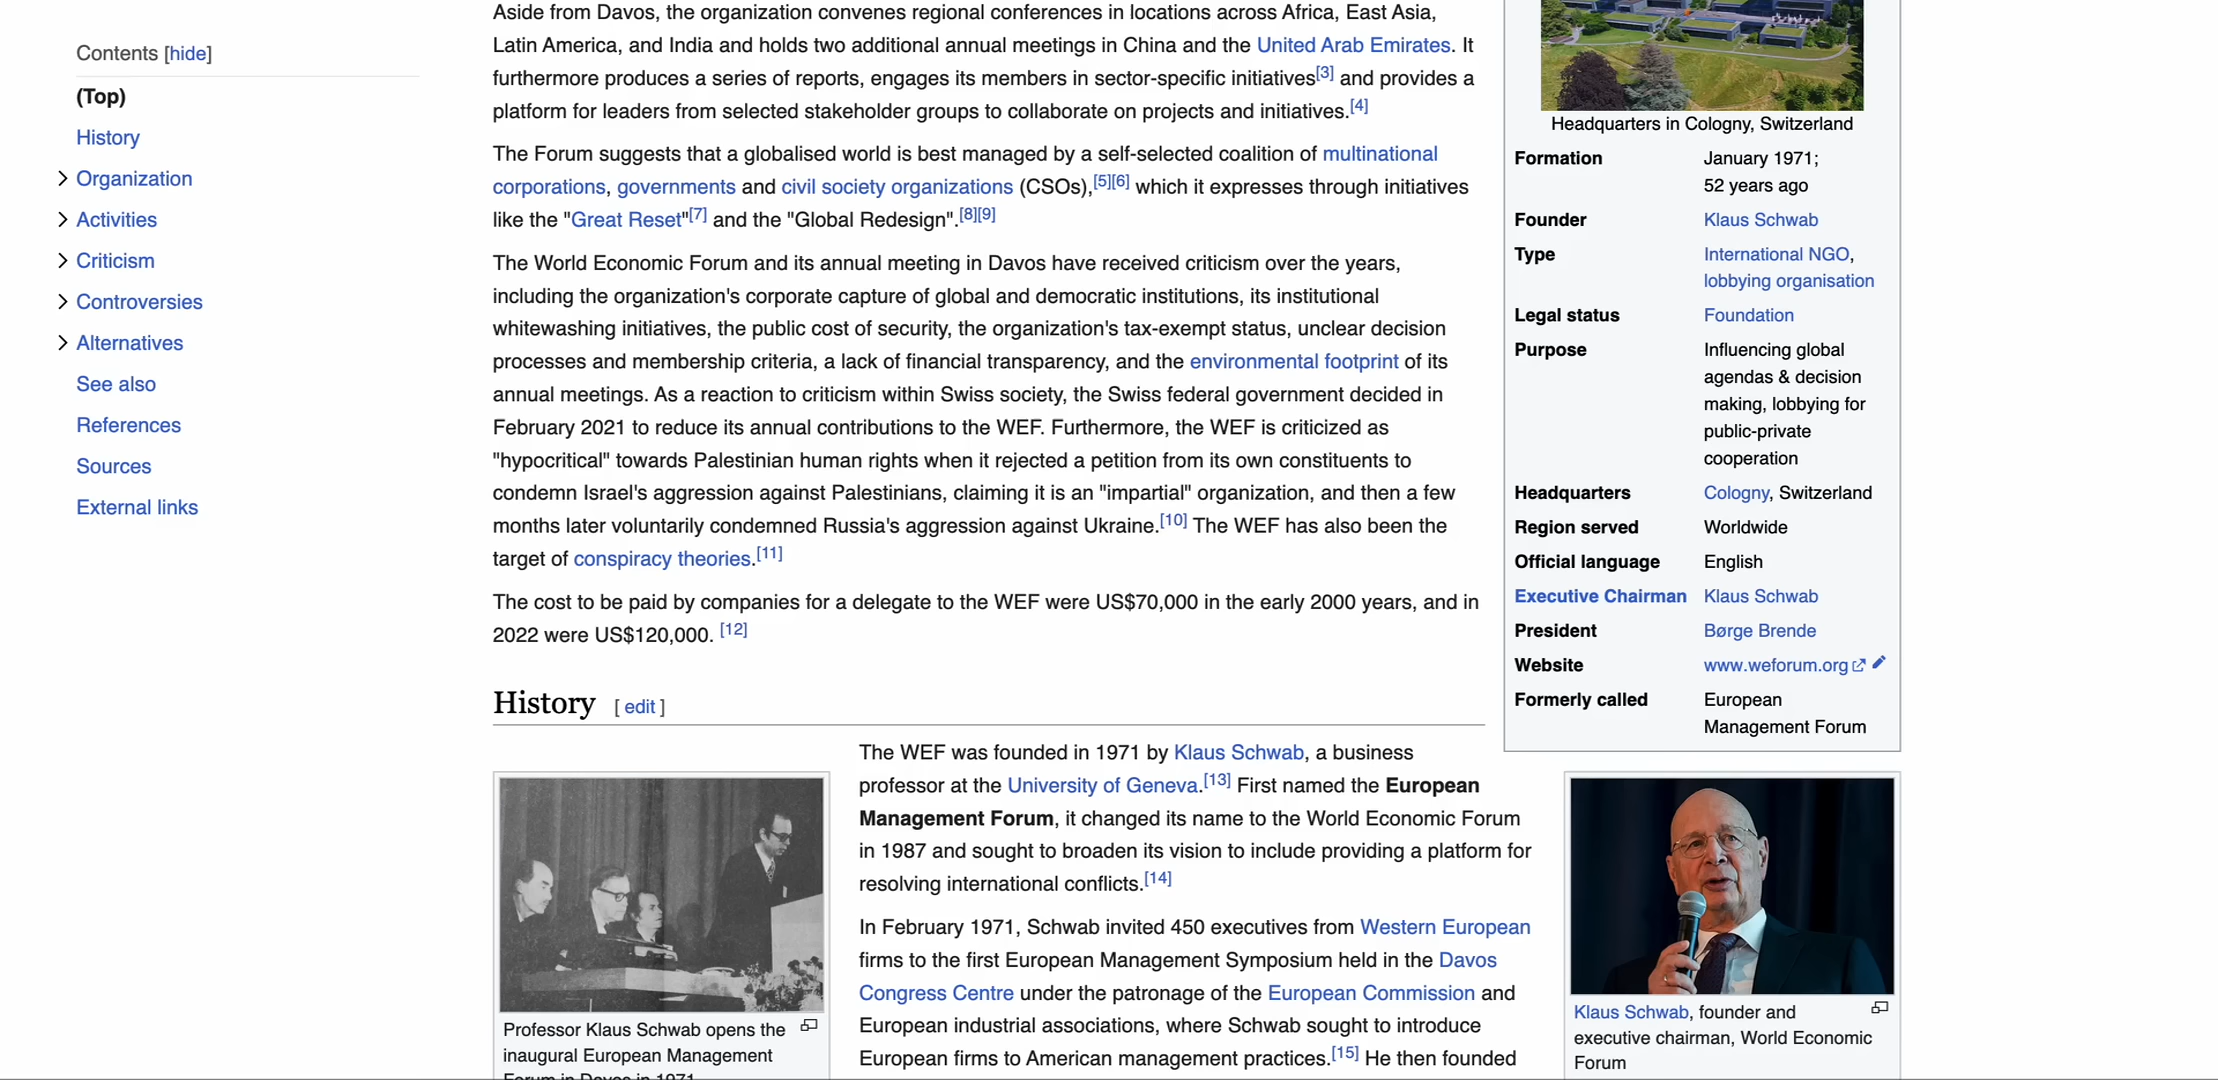 Contents [hide]
(Top)
History
Organization
Activities
Criticism
Controversies
Alternatives
See also
References
Sources
External links
Aside from Davos, the organization convenes regional conferences in locations across Africa, East Asia,
Latin America, and India and holds two additional annual meetings in China and the United Arab Emirates. It
furthermore produces a series of reports, engages its members in sector-specific initiatives[3] and provides a
platform for leaders from selected stakeholder groups to collaborate on projects and initiatives.[4]
The Forum suggests that a globalised world is best managed by a self-selected coalition of multinational
corporations, governments and civil society organizations (CSOs),[5][6] which it expresses through initiatives
like the "Great Reset"[7] and the "Global Redesign".[8][9]
The World Economic Forum and its annual meeting in Davos have received criticism over the years,
including the organization's corporate capture of global and democratic institutions, its institutional
whitewashing initiatives, the public cost of security, the organization's tax-exempt status, unclear decision
processes and membership criteria, a lack of financial transparency, and the environmental footprint of its
annual meetings. As a reaction to criticism within Swiss society, the Swiss federal government decided in
February 2021 to reduce its annual contributions to the WEF. Furthermore, the WEF is criticized as
"hypocritical" towards Palestinian human rights when it rejected a petition from its own constituents to
condemn Israel's aggression against Palestinians, claiming it is an "impartial" organization, and then a few
months later voluntarily condemned Russia's aggression against Ukraine.[10] The WEF has also been the
target of conspiracy theories.[11]
The cost to be paid by companies for a delegate to the WEF were US$70,000 in the early 2000 years, and in
2022 were US$120,000. [12]
History [ edit ]
The WEF was founded in 1971 by Klaus Schwab, a business
professor at the University of Geneva.[13] First named the European
Management Forum, it changed its name to the World Economic Forum
in 1987 and sought to broaden its vision to include providing a platform for
resolving international conflicts.[14]
In February 1971, Schwab invited 450 executives from Western European
firms to the first European Management Symposium held in the Davos
Congress Centre under the patronage of the European Commission and
European industrial associations, where Schwab sought to introduce
European firms to American management practices.[15] He then founded
Professor Klaus Schwab opens the
inaugural European Management
Forum in Davos in 1971
Headquarters in Cologny, Switzerland
Formation January 1971;
52 years ago
Founder Klaus Schwab
Type International NGO,
lobbying organisation
Legal status Foundation
Purpose Influencing global
agendas & decision
making, lobbying for
public-private
cooperation
Headquarters Cologny, Switzerland
Region served Worldwide
Official language English
Executive Chairman Klaus Schwab
President Børge Brende
Website www.weforum.org
Formerly called European
Management Forum
Klaus Schwab, founder and
executive chairman, World Economic
Forum